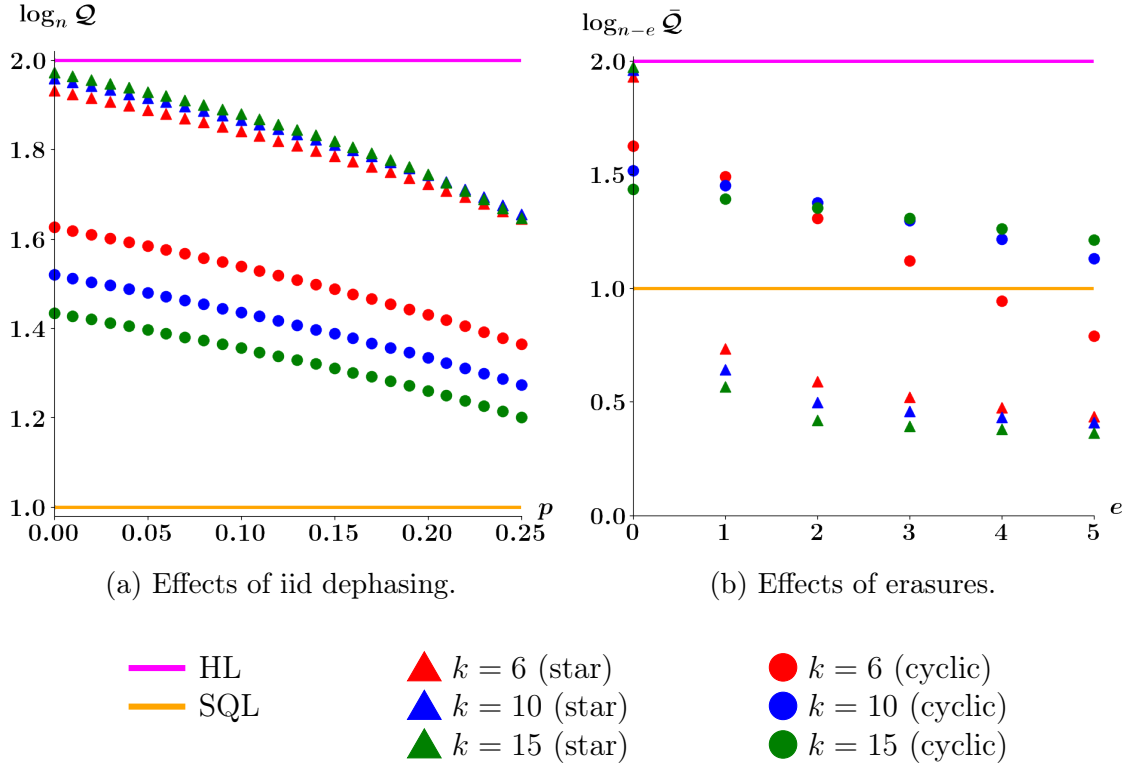 log_n 𝒬
2.0
1.8
1.6
1.4
1.2
1.0
0.00 0.05 0.10 0.15 0.20 0.25
p
(a) Effects of iid dephasing.
log_{n−e} 𝒬̄
2.0
1.5
1.0
0.5
0.0
0 1 2 3 4 5
e
(b) Effects of erasures.
HL
SQL
k = 6 (star)
k = 10 (star)
k = 15 (star)
k = 6 (cyclic)
k = 10 (cyclic)
k = 15 (cyclic)